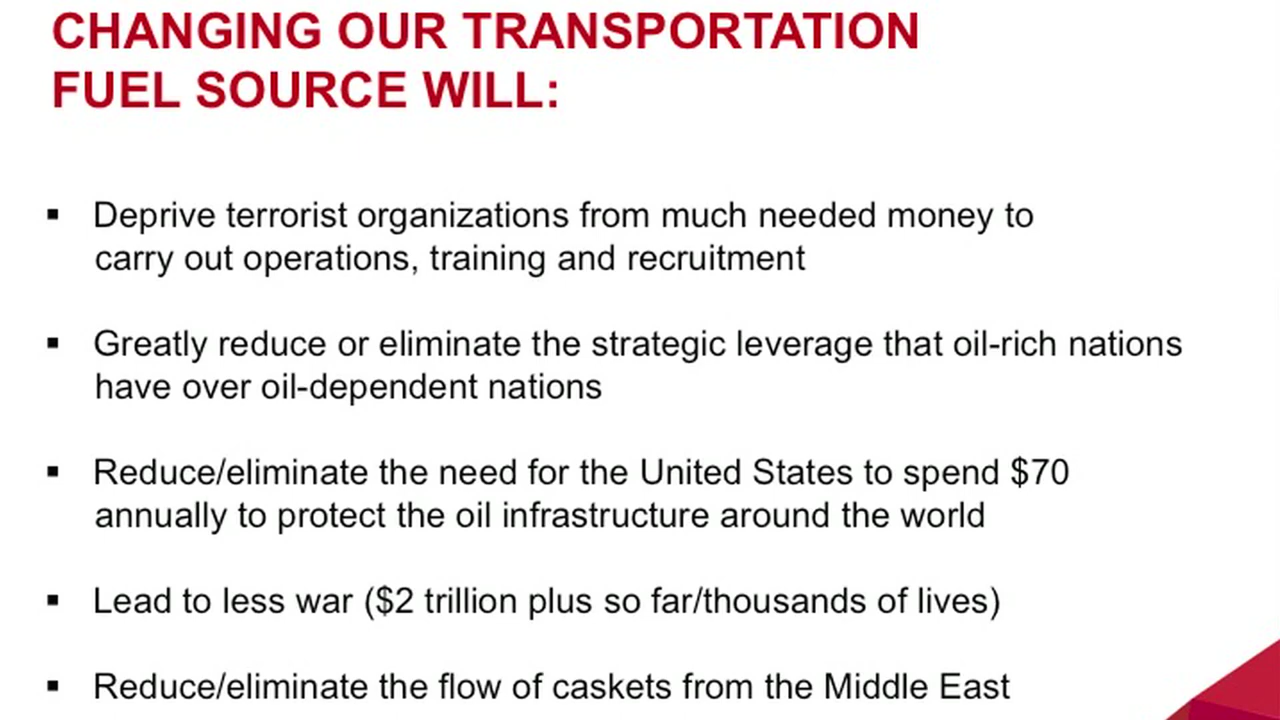 CHANGING OUR TRANSPORTATION
FUEL SOURCE WILL:
▪ Deprive terrorist organizations from much needed money to
carry out operations, training and recruitment
▪ Greatly reduce or eliminate the strategic leverage that oil-rich nations
have over oil-dependent nations
▪ Reduce/eliminate the need for the United States to spend $70
annually to protect the oil infrastructure around the world
▪ Lead to less war ($2 trillion plus so far/thousands of lives)
▪ Reduce/eliminate the flow of caskets from the Middle East